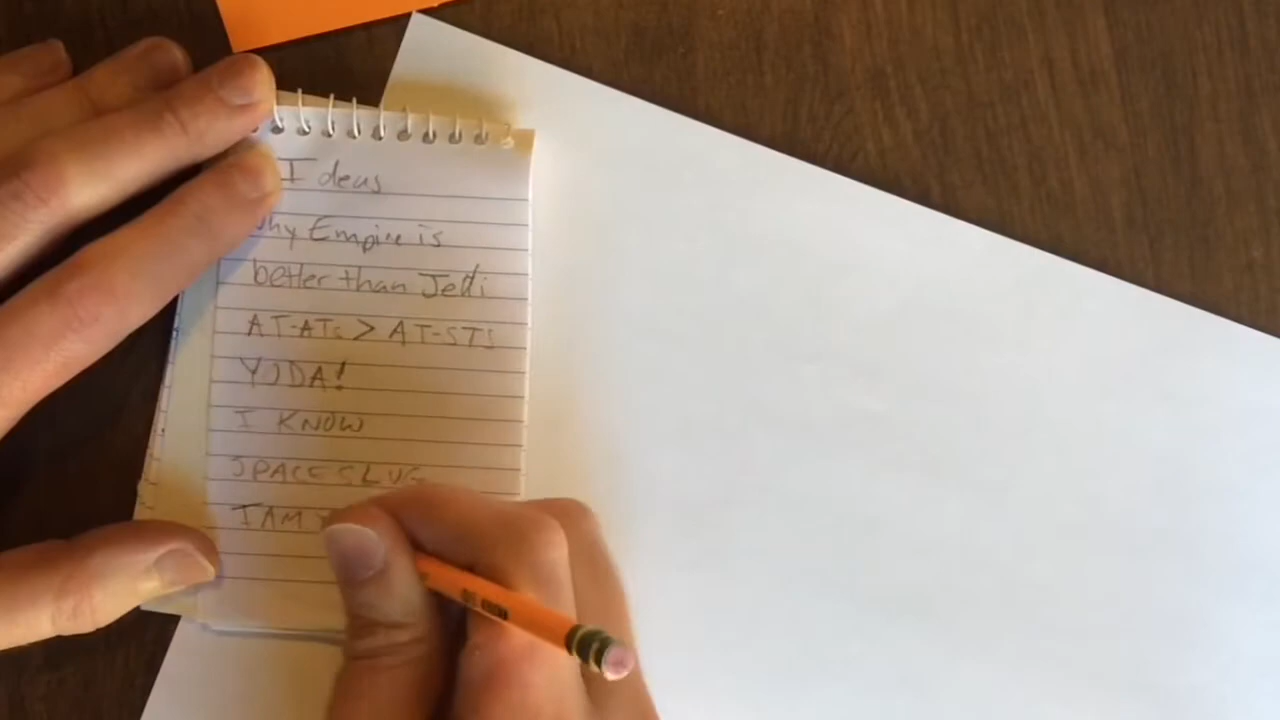 Ideas
Why Empire is
better than Jedi
AT-ATs > AT-STS
YODA!
I KNOW
SPACE SLUG
I AM